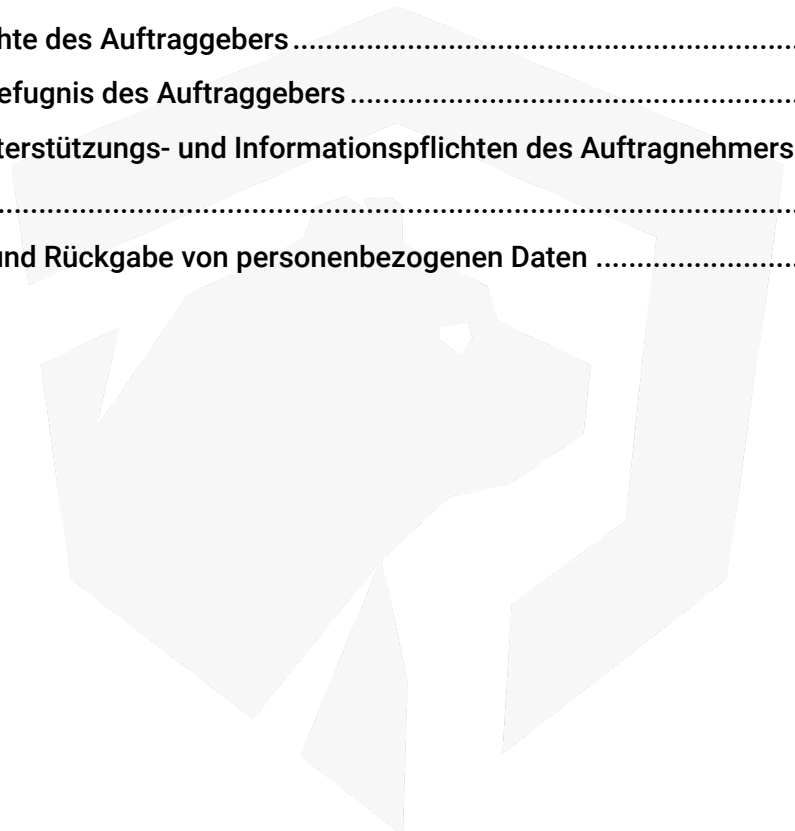 hte des Auftraggebers........................................................................
efugnis des Auftraggebers.................................................................
terstützungs- und Informationspflichten des Auftragnehmers
................................................................................................................
und Rückgabe von personenbezogenen Daten .........................